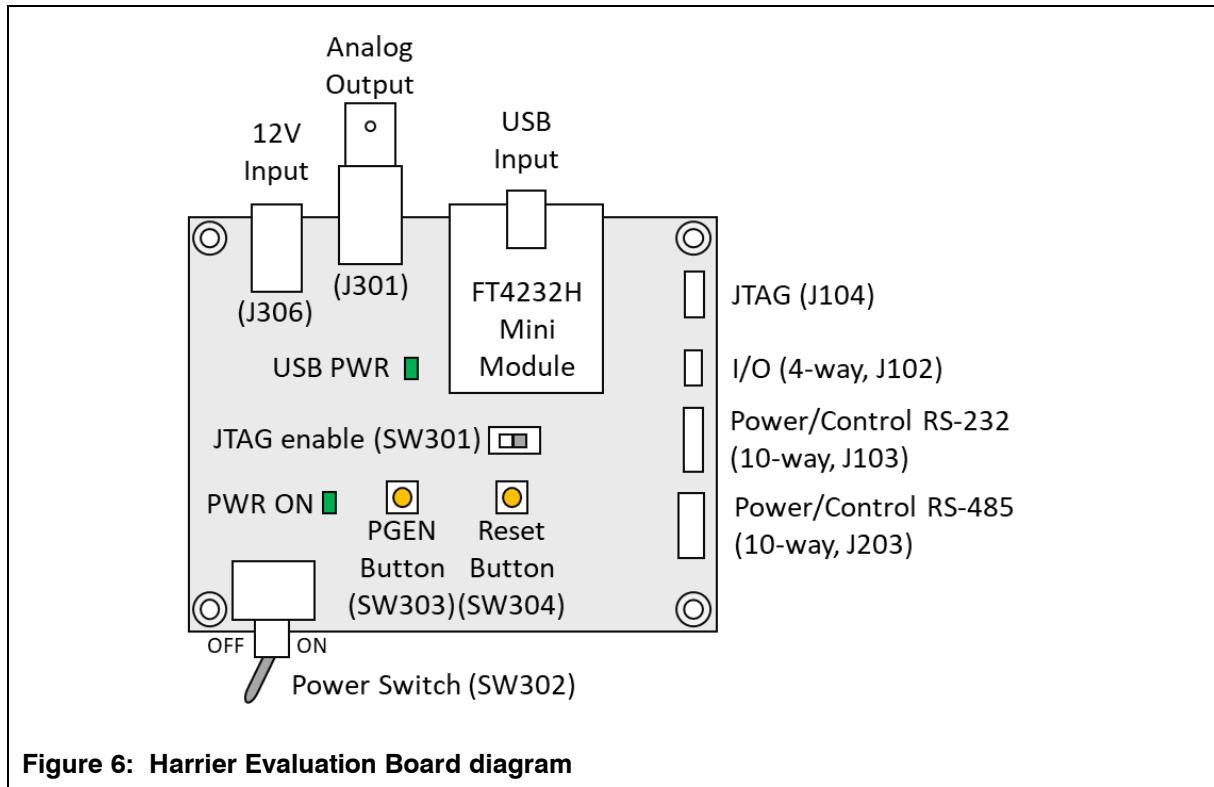 Analog
Output
12V
Input
USB
Input
(J306)
(J301)
FT4232H
Mini
Module
JTAG (J104)
USB PWR
I/O (4-way, J102)
JTAG enable (SW301)
Power/Control RS-232
(10-way, J103)
PWR ON
PGEN
Button
(SW303)
Reset
Button
(SW304)
Power/Control RS-485
(10-way, J203)
OFF
ON
Power Switch (SW302)
Figure 6: Harrier Evaluation Board diagram